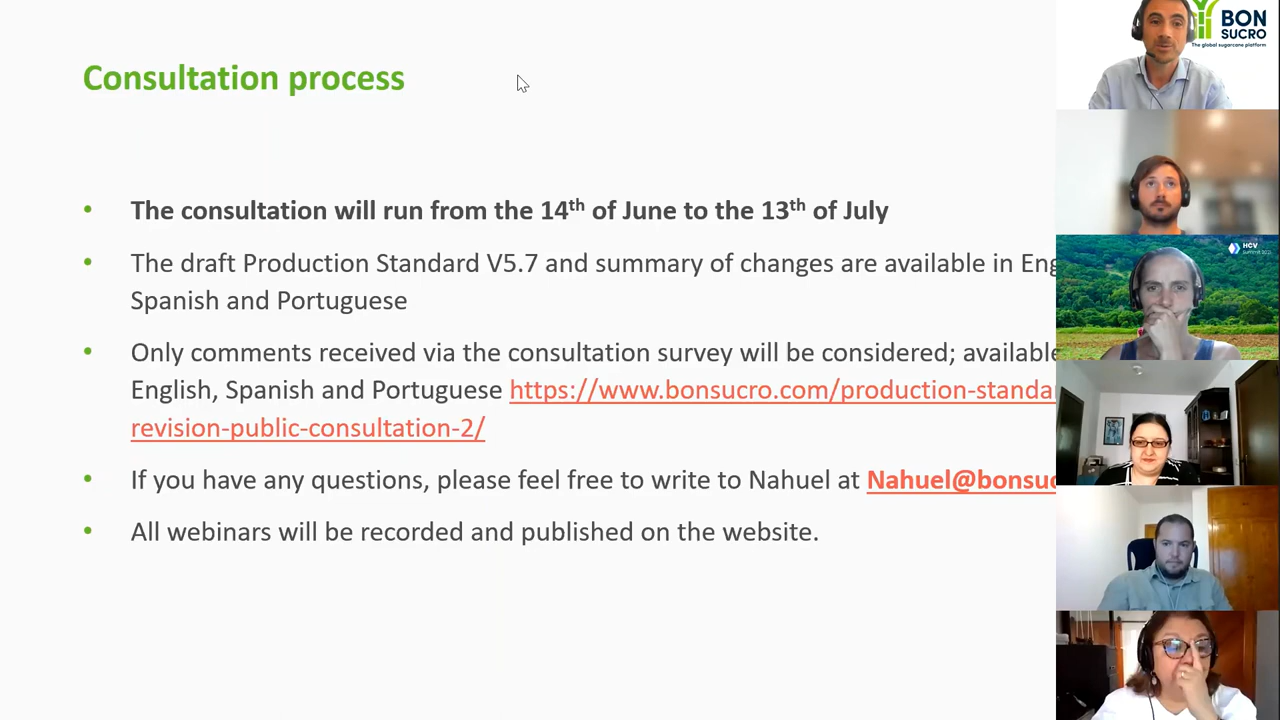 BON
SUCRO
The global sugarcane platform
Consultation process
• The consultation will run from the 14th of June to the 13th of July
• The draft Production Standard V5.7 and summary of changes are available in Eng
Spanish and Portuguese
• Only comments received via the consultation survey will be considered; available
English, Spanish and Portuguese https://www.bonsucro.com/production-standa
revision-public-consultation-2/
• If you have any questions, please feel free to write to Nahuel at Nahuel@bonsuc
• All webinars will be recorded and published on the website.
HCV
Summit 2021